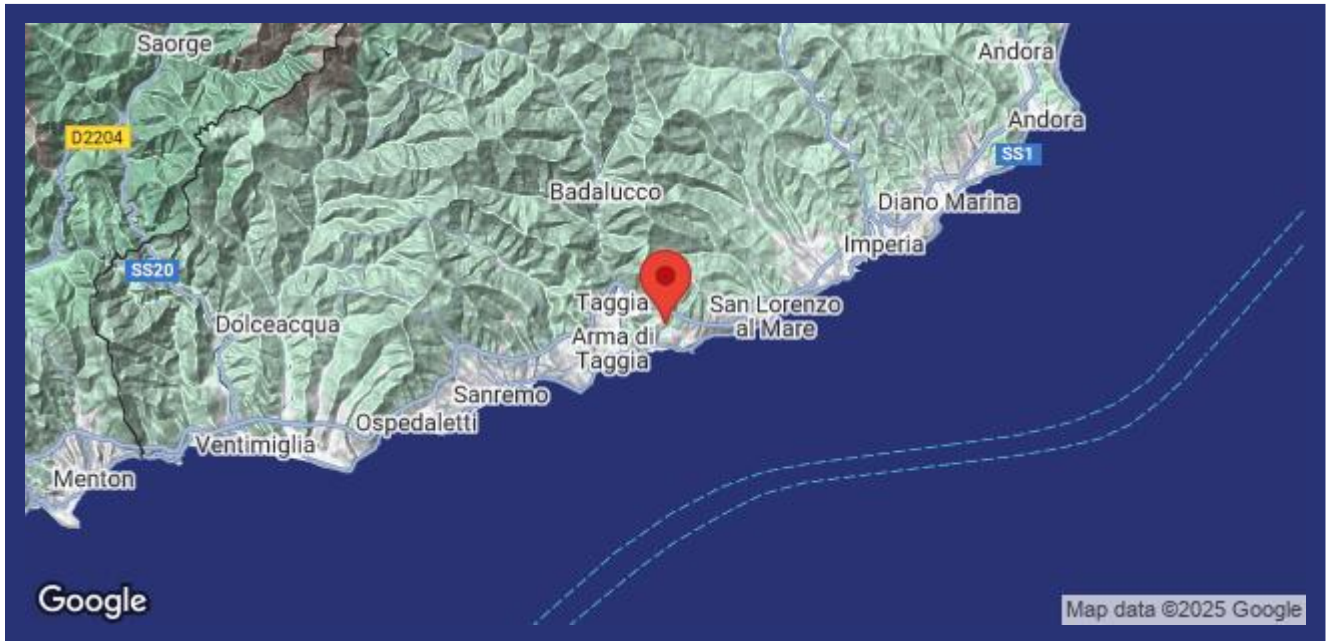 Saorge
Andora
D2204
Andora
SS1
Badalucco
Diano Marina
Imperia
SS20
Taggia
San Lorenzo
al Mare
Dolceacqua
Arma di
Taggia
Sanremo
Ospedaletti
Ventimiglia
Menton
Google
Map data ©2025 Google